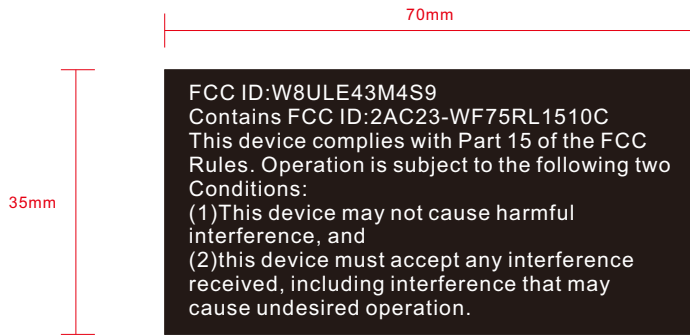 70mm
35mm
FCC ID:W8ULE43M4S9
Contains FCC ID:2AC23-WF75RL1510C
This device complies with Part 15 of the FCC
Rules. Operation is subject to the following two
Conditions:
(1)This device may not cause harmful
interference, and
(2)this device must accept any interference
received, including interference that may
cause undesired operation.